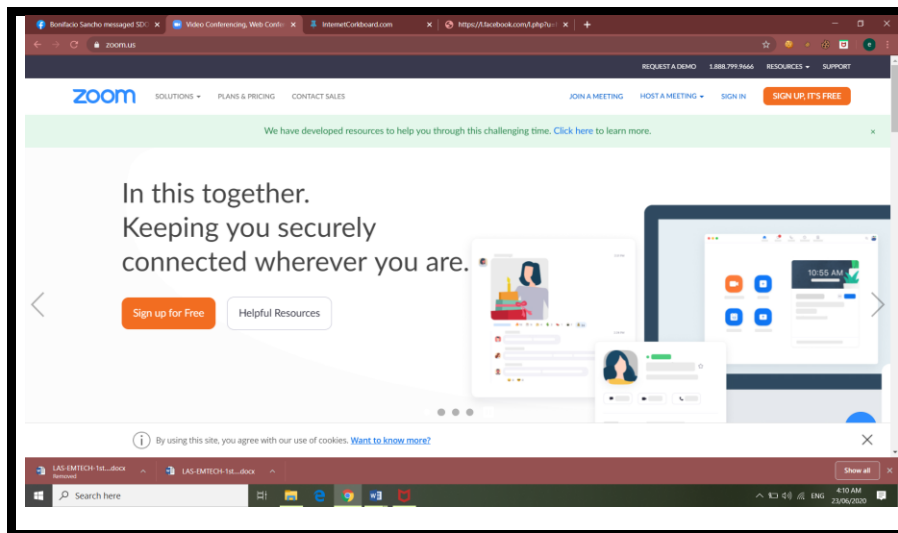 Bonifacio Sancho messaged SDO
Video Conferencing, Web Confer
InternetCorkboard.com
https://l.facebook.com/l.php?u=
zoom.us
REQUEST A DEMO 1.888.799.9666 RESOURCES SUPPORT
zoom SOLUTIONS PLANS & PRICING CONTACT SALES JOIN A MEETING HOST A MEETING SIGN IN SIGN UP, IT'S FREE
We have developed resources to help you through this challenging time. Click here to learn more.
In this together.
Keeping you securely
connected wherever you are.
10:55 AM
Sign up for Free Helpful Resources
By using this site, you agree with our use of cookies. Want to know more?
LAS-EMTECH-1st....docx
Removed
LAS-EMTECH-1st....docx
Show all
Search here
ENG
4:10 AM
23/06/2020